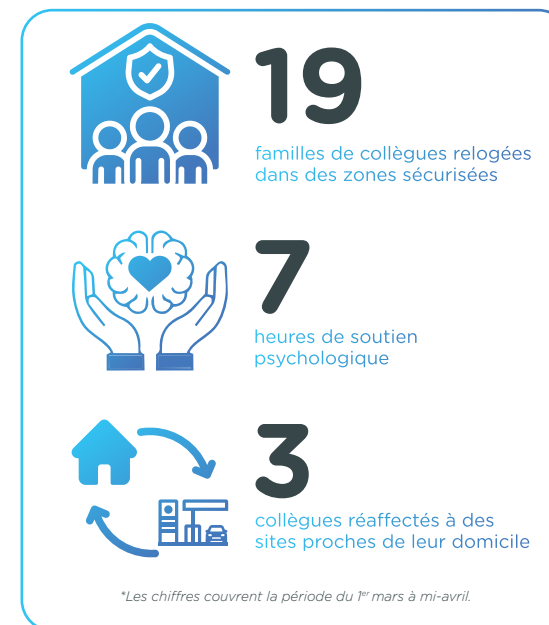 19
familles de collègues relogées
dans des zones sécurisées
7
heures de soutien
psychologique
3
collègues réaffectés à des
sites proches de leur domicile
*Les chiffres couvrent la période du 1er mars à mi-avril.